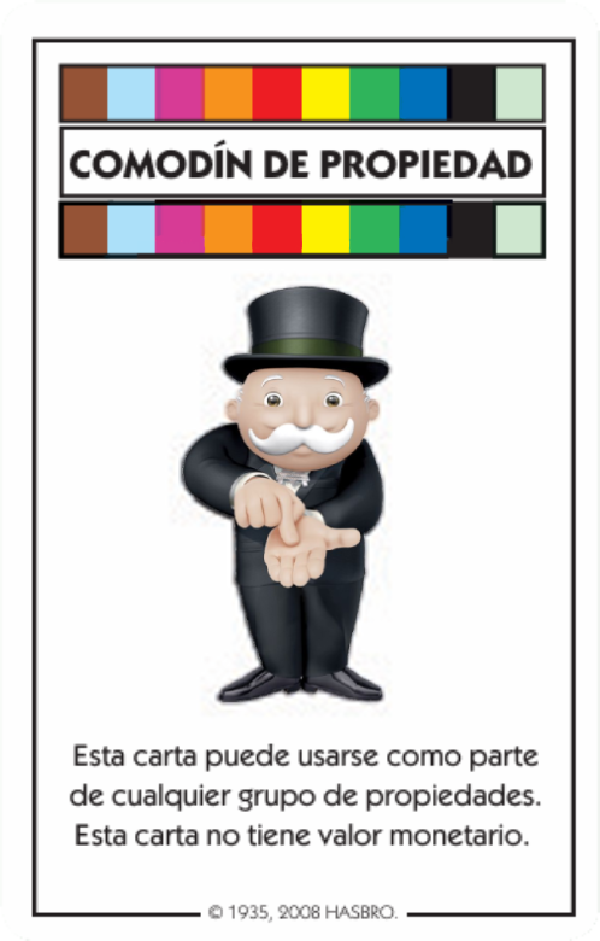 COMODÍN DE PROPIEDAD
Esta carta puede usarse como parte
de cualquier grupo de propiedades.
Esta carta no tiene valor monetario.
© 1935, 2008 HASBRO.